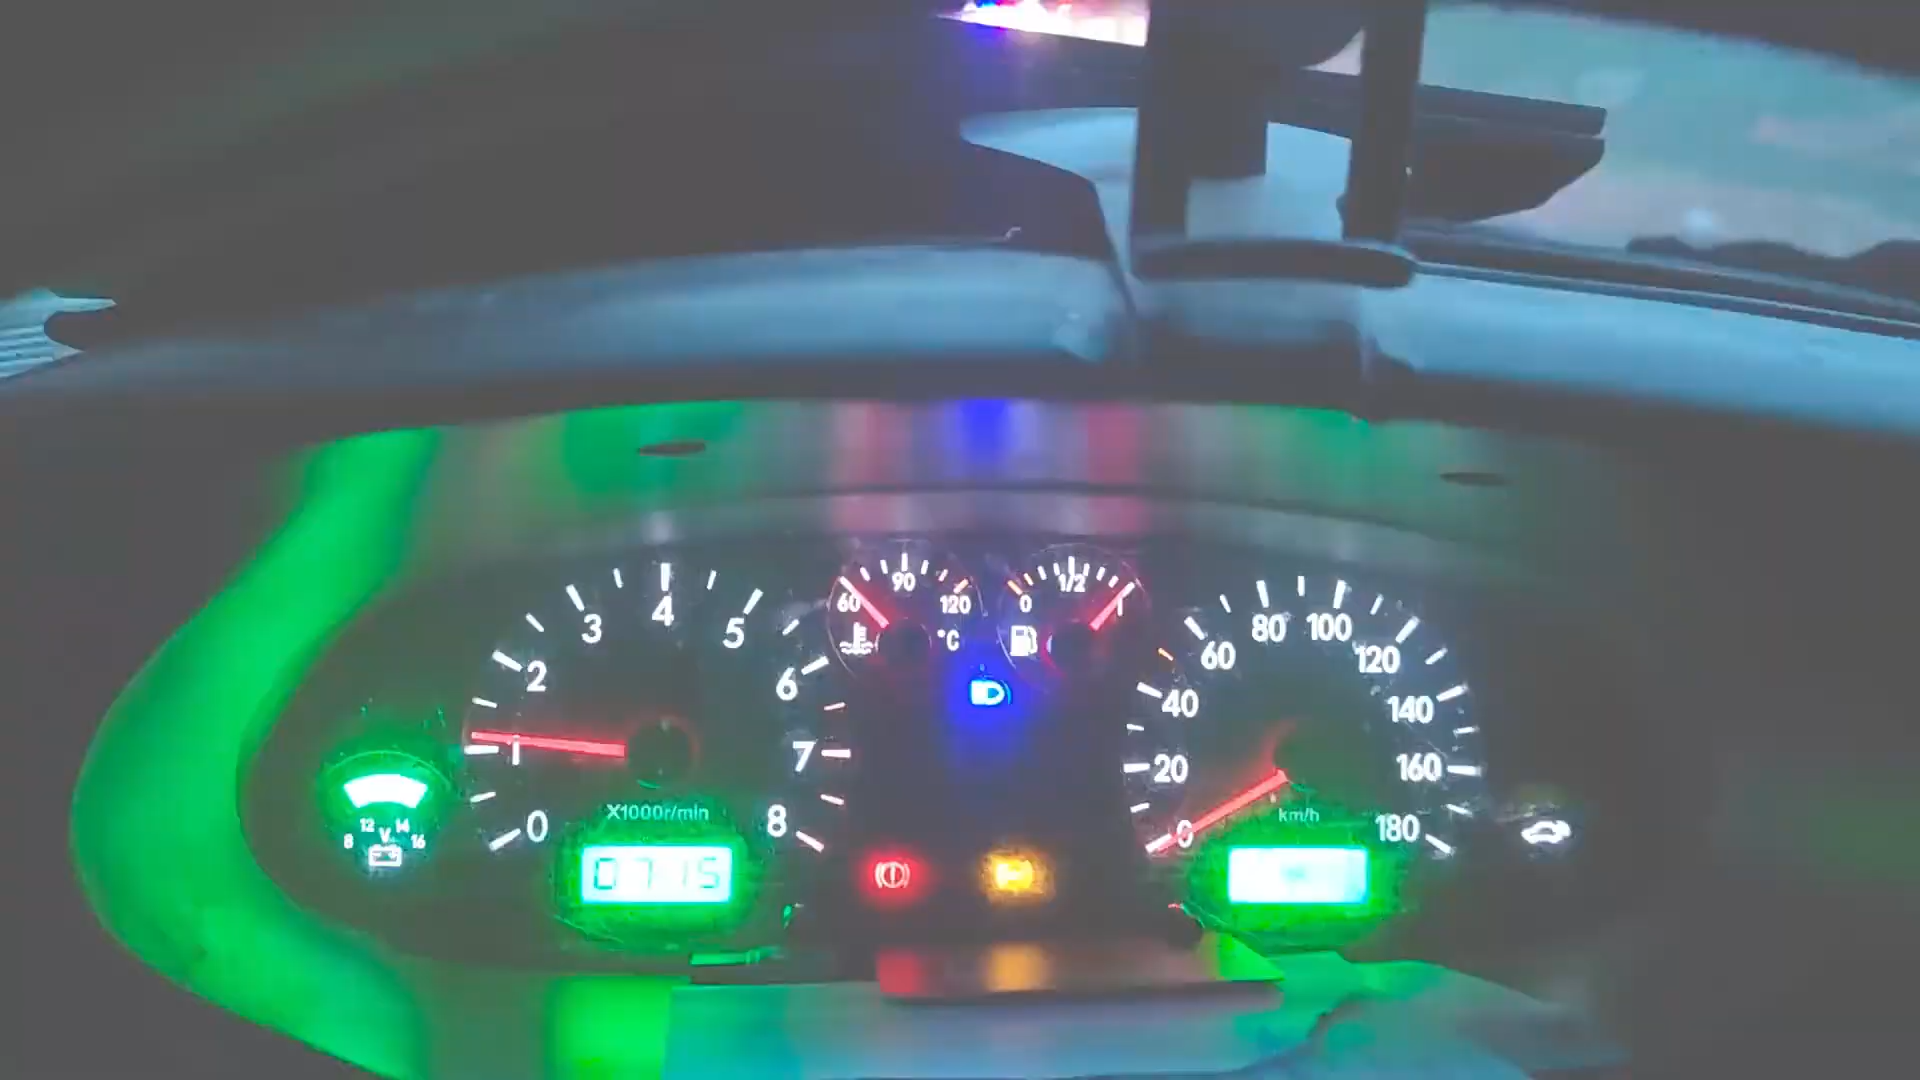 0 1 2 3 4 5 6 7 8
X1000r/min
0715
8 12 V 14 16
60 90 120
°C
0 1/2 1
0 20 40 60 80 100 120 140 160 180
km/h